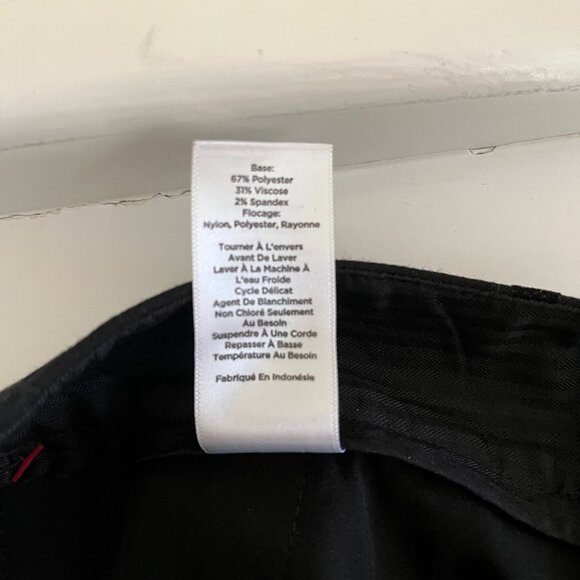 Base:
67% Polyester
31% Viscose
2% Spandex
Flocage:
Nylon, Polyester, Rayonne
Tourner À L'envers
Avant De Laver
Laver À La Machine À
L'eau Froide
Cycle Délicat
Agent De Blanchiment
Non Chloré Seulement
Au Besoin
Suspendre À Une Corde
Repasser À Basse
Température Au Besoin
Fabriqué En Indonésie